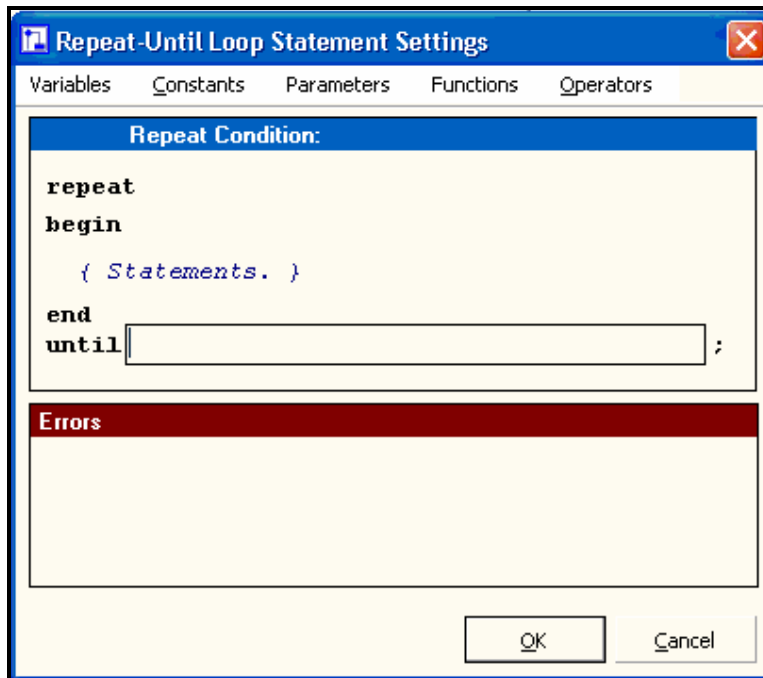 Repeat-Until Loop Statement Settings
Variables Constants Parameters Functions Operators
Repeat Condition:
repeat
begin
{ Statements. }
end
until ;
Errors
OK Cancel